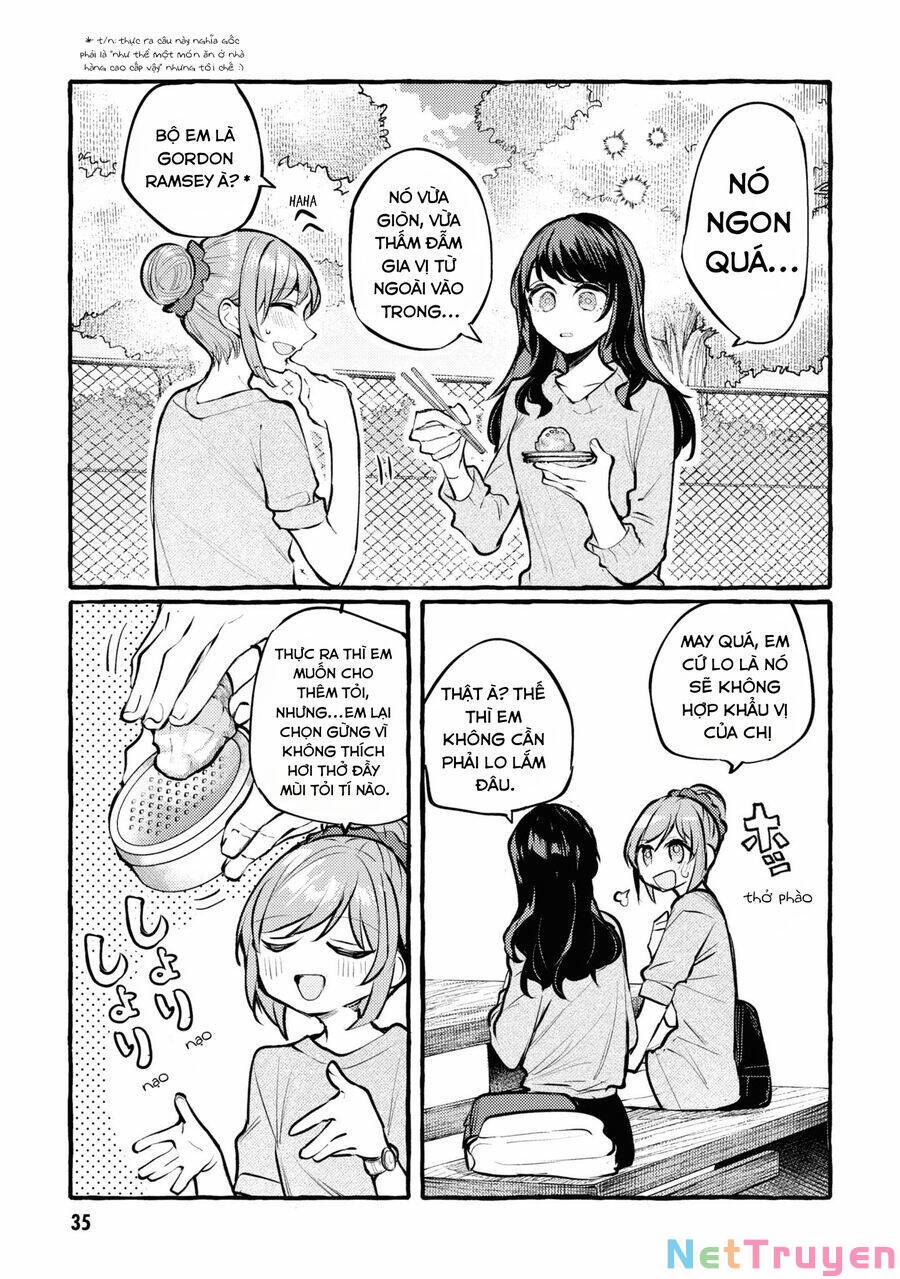 * t/n: thực ra câu này nghĩa gốc
phải là "như thể một món ăn ở nhà
hàng cao cấp vậy" nhưng tôi chế :)
NÓ
NGON
QUÁ...
NÓ VỪA
GIÒN, VỪA
THẤM ĐẪM
GIA VỊ TỪ
NGOÀI VÀO
TRONG...
BỘ EM LÀ
GORDON
RAMSEY À? *
HAHA
MAY QUÁ, EM
CỨ LO LÀ NÓ
SẼ KHÔNG
HỢP KHẨU VỊ
CỦA CHỊ
ホッ
thở phào
THẬT À? THẾ
THÌ EM
KHÔNG CẦN
PHẢI LO LẮM
ĐÂU.
THỰC RA THÌ EM
MUỐN CHO
THÊM TỎI,
NHƯNG...EM LẠI
CHỌN GỪNG VÌ
KHÔNG THÍCH
HƠI THỞ ĐẦY
MÙI TỎI TÍ NÀO.
しょり
しょり
nạo
nạo
35
NetTruyen